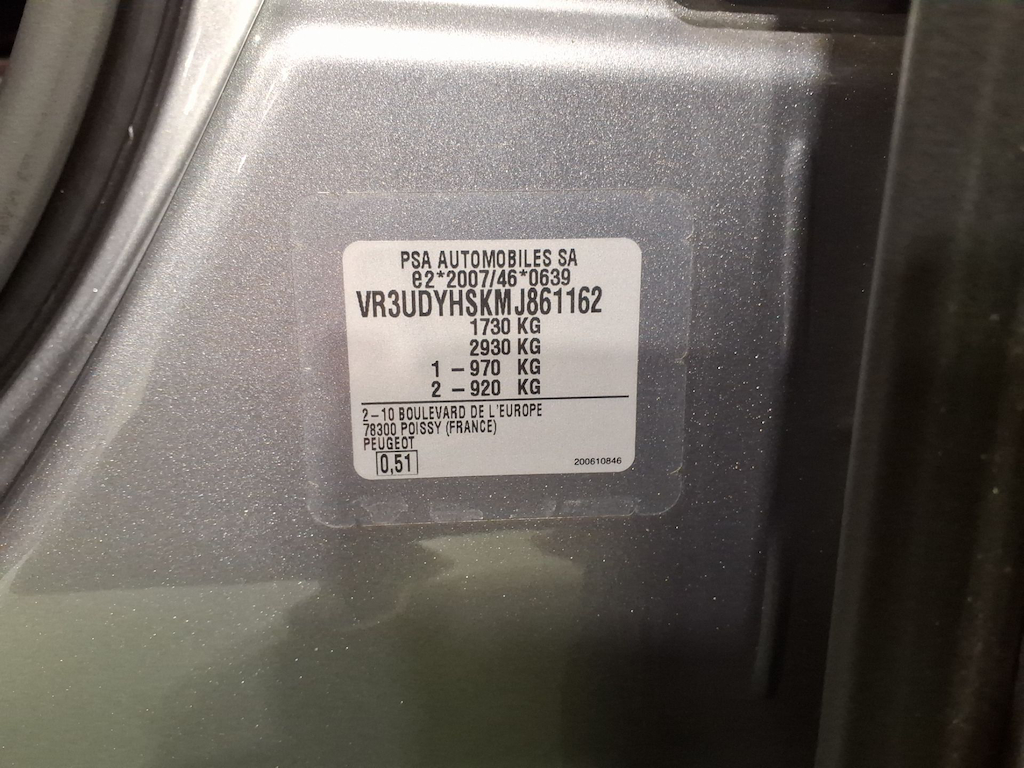 PSA AUTOMOBILES SA
e2*2007/46*0639
VR3UDYHSKMJ861162
1730 KG
2930 KG
1 – 970 KG
2 – 920 KG
2–10 BOULEVARD DE L'EUROPE
78300 POISSY (FRANCE)
PEUGEOT
0,51
200610846